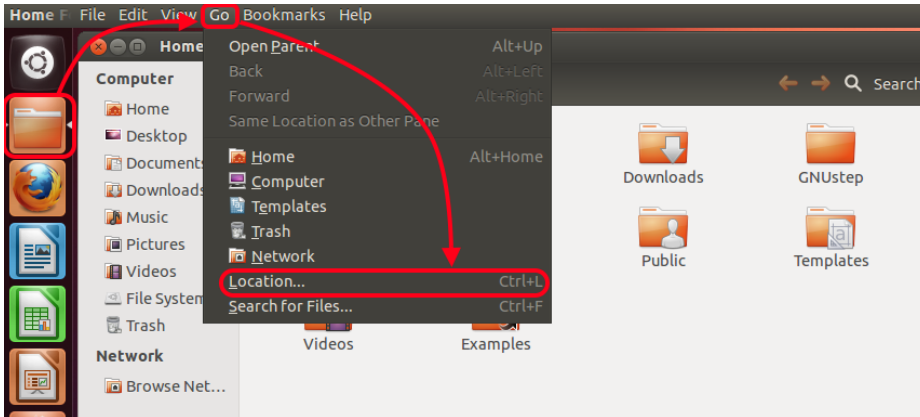 Home F File Edit View Go Bookmarks Help
Home
Search
Computer
Home
Desktop
Documents
Downloads
Music
Pictures
Videos
File System
Trash
Network
Browse Net...
Open Parent Alt+Up
Back Alt+Left
Forward Alt+Right
Same Location as Other Pane
Home Alt+Home
Computer
Templates
Trash
Network
Location... Ctrl+L
Search for Files... Ctrl+F
Downloads
GNUstep
Public
Templates
Videos
Examples